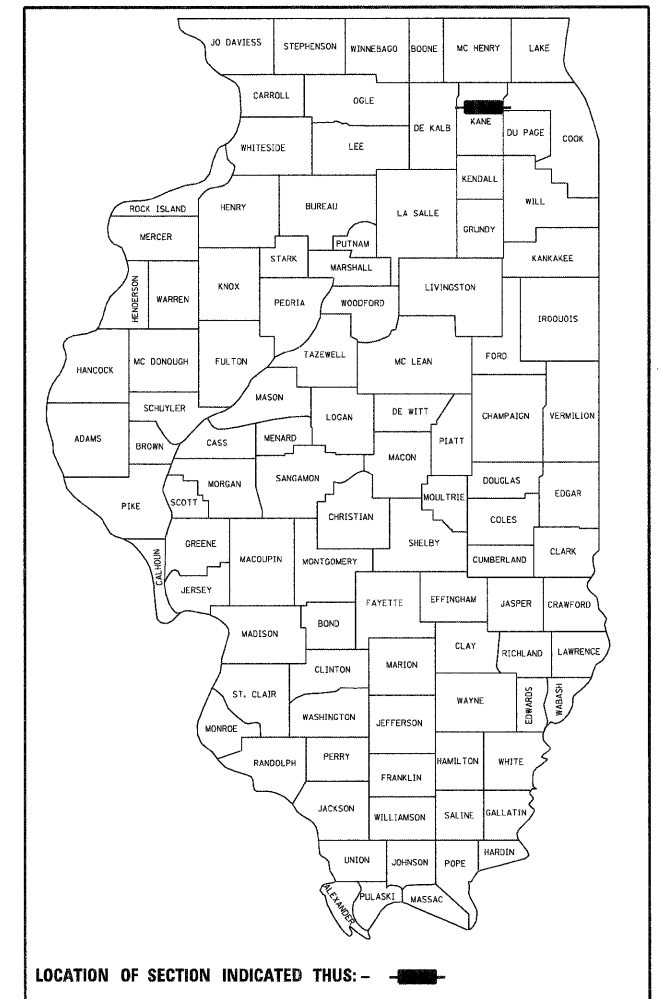 JO DAVIESS
STEPHENSON
WINNEBAGO
BOONE
MC HENRY
LAKE
CARROLL
OGLE
DE KALB
KANE
DU PAGE
COOK
WHITESIDE
LEE
KENDALL
WILL
ROCK ISLAND
HENRY
BUREAU
LA SALLE
GRUNDY
MERCER
PUTNAM
STARK
MARSHALL
KANKAKEE
HENDERSON
WARREN
KNOX
PEORIA
WOODFORD
LIVINGSTON
IROQUOIS
HANCOCK
MC DONOUGH
FULTON
TAZEWELL
MC LEAN
FORD
MASON
SCHUYLER
LOGAN
DE WITT
CHAMPAIGN
VERMILION
ADAMS
BROWN
CASS
MENARD
PIATT
MACON
SANGAMON
MORGAN
SCOTT
PIKE
MOULTRIE
DOUGLAS
EDGAR
CHRISTIAN
COLES
SHELBY
GREENE
MACOUPIN
MONTGOMERY
CUMBERLAND
CLARK
CALHOUN
JERSEY
FAYETTE
EFFINGHAM
JASPER
CRAWFORD
MADISON
BOND
CLAY
RICHLAND
LAWRENCE
CLINTON
MARION
ST. CLAIR
WAYNE
EDWARDS
WABASH
MONROE
WASHINGTON
JEFFERSON
RANDOLPH
PERRY
HAMILTON
WHITE
FRANKLIN
JACKSON
WILLIAMSON
SALINE
GALLATIN
UNION
JOHNSON
POPE
HARDIN
ALEXANDER
PULASKI
MASSAC
LOCATION OF SECTION INDICATED THUS: –